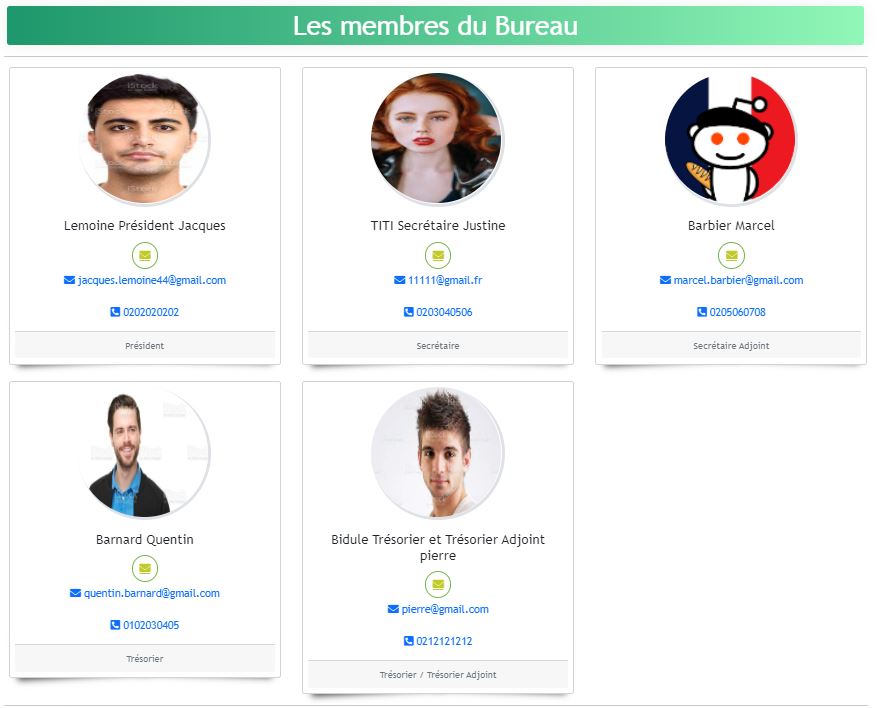 Les membres du Bureau
iStock
Lemoine Président Jacques
jacques.lemoine44@gmail.com
0202020202
Président
TITI Secrétaire Justine
11111@gmail.fr
0203040506
Secrétaire
Barbier Marcel
marcel.barbier@gmail.com
0205060708
Secrétaire Adjoint
Barnard Quentin
quentin.barnard@gmail.com
0102030405
Trésorier
Bidule Trésorier et Trésorier Adjoint
pierre
pierre@gmail.com
0212121212
Trésorier / Trésorier Adjoint